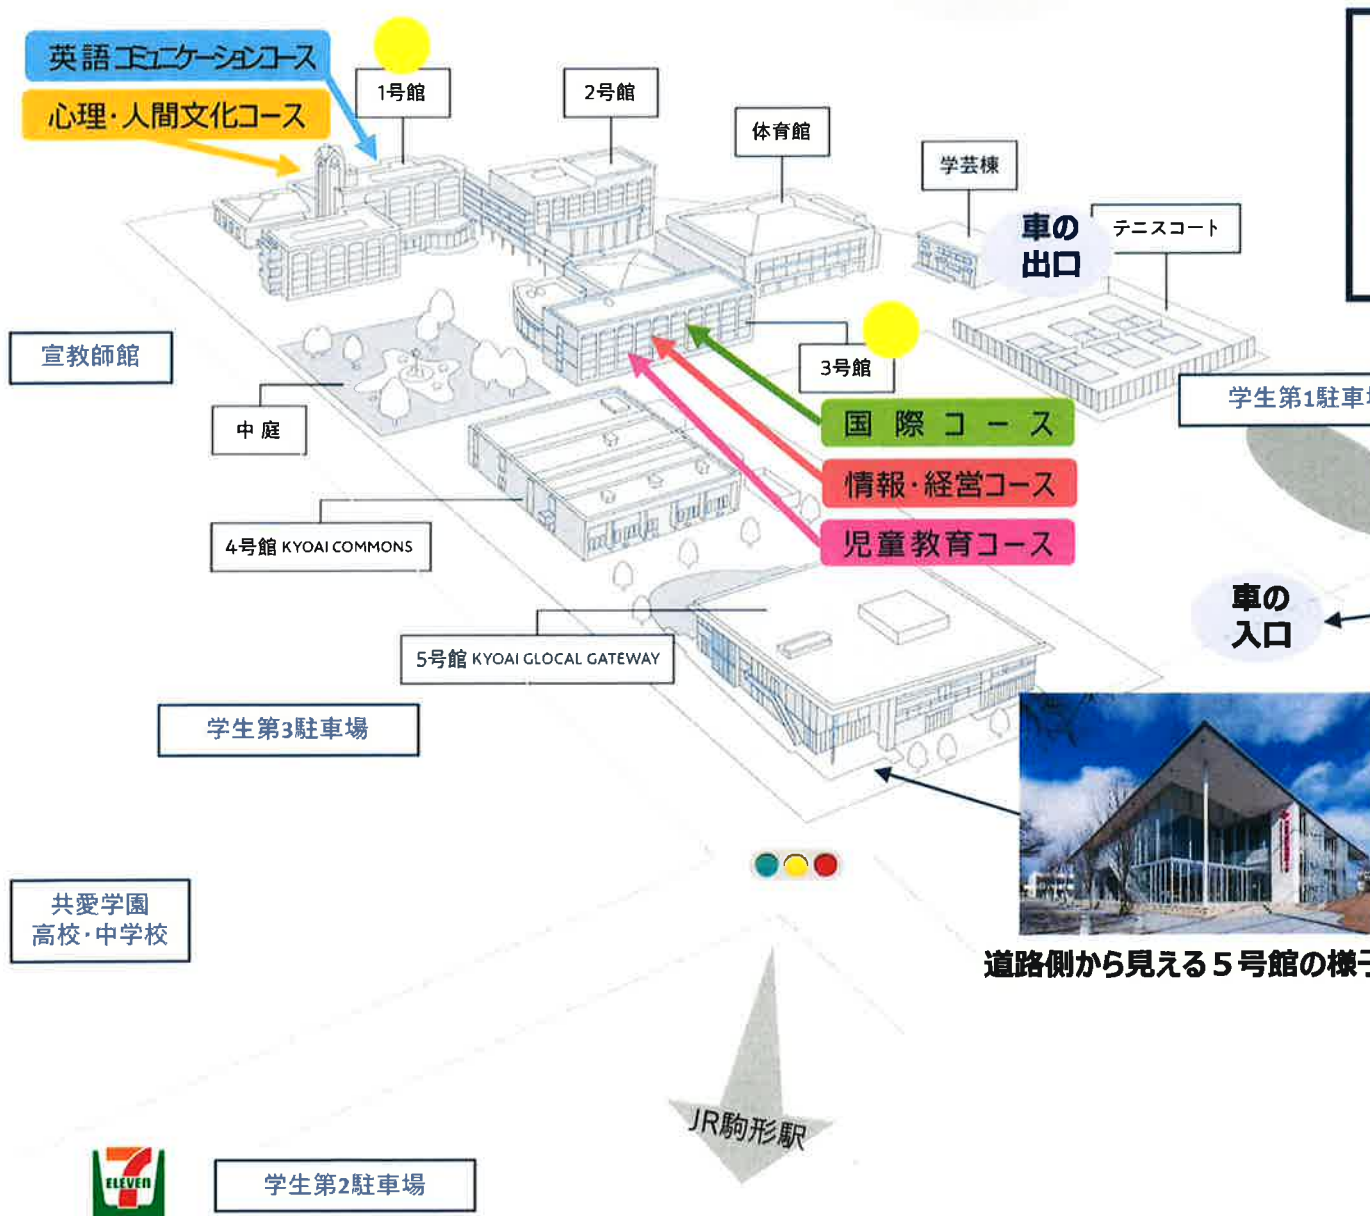 英語コミュニケーションコース
心理・人間文化コース
1号館
2号館
体育館
学芸棟
車の
出口
テニスコート
宣教師館
3号館
学生第1駐車場
中庭
国際コース
情報・経営コース
児童教育コース
4号館 KYOAI COMMONS
車の
入口
5号館 KYOAI GLOCAL GATEWAY
学生第3駐車場
共愛学園
高校・中学校
道路側から見える5号館の様子
JR駒形駅
7
ELEVEn
学生第2駐車場